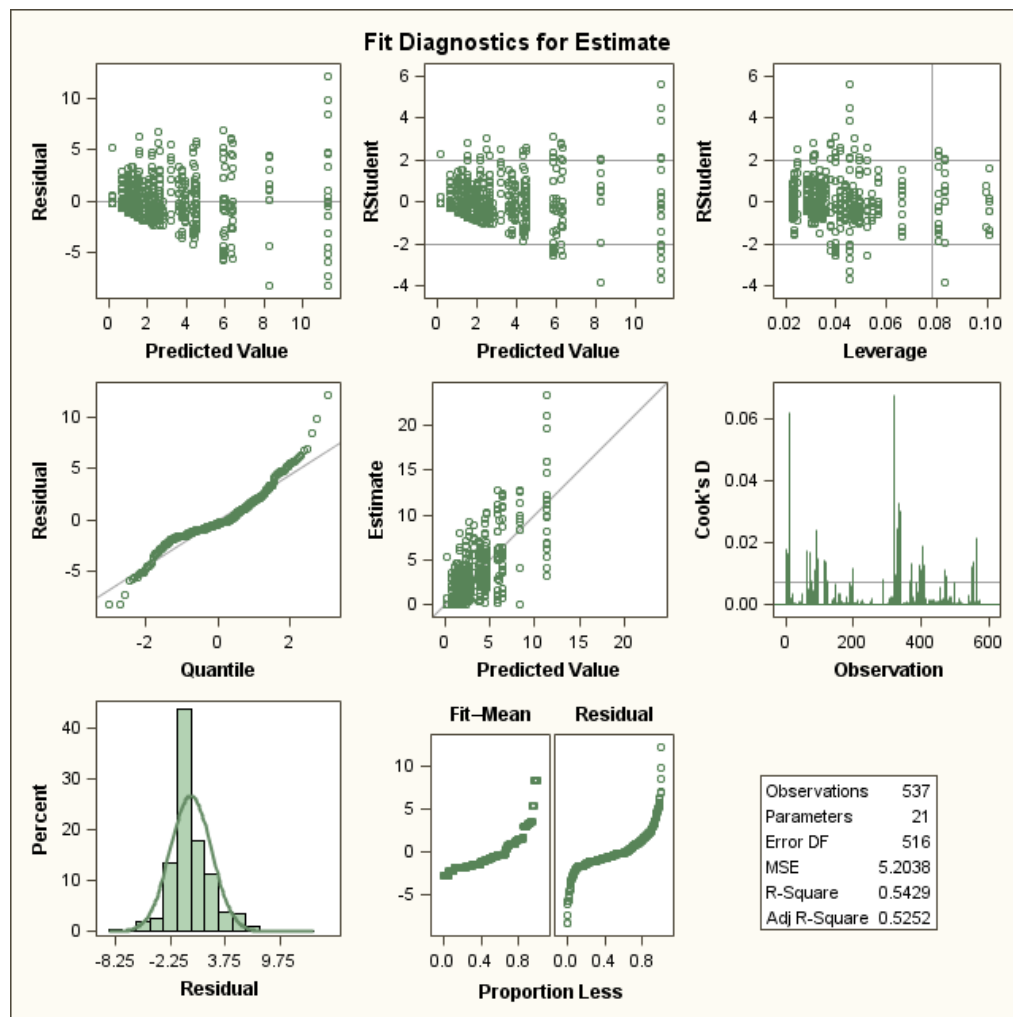 Fit Diagnostics for Estimate
Residual
10
5
0
-5
0 2 4 6 8 10
Predicted Value
RStudent
6
4
2
0
-2
-4
0 2 4 6 8 10
Predicted Value
RStudent
6
4
2
0
-2
-4
0.02 0.04 0.06 0.08 0.10
Leverage
Residual
10
5
0
-5
-2 0 2
Quantile
Estimate
20
15
10
5
0
0 5 10 15 20
Predicted Value
Cook's D
0.06
0.04
0.02
0.00
0 200 400 600
Observation
Percent
40
30
20
10
0
-8.25 -2.25 3.75 9.75
Residual
Fit–Mean Residual
10
5
0
-5
0.0 0.4 0.8 0.0 0.4 0.8
Proportion Less
Observations 537
Parameters 21
Error DF 516
MSE 5.2038
R-Square 0.5429
Adj R-Square 0.5252